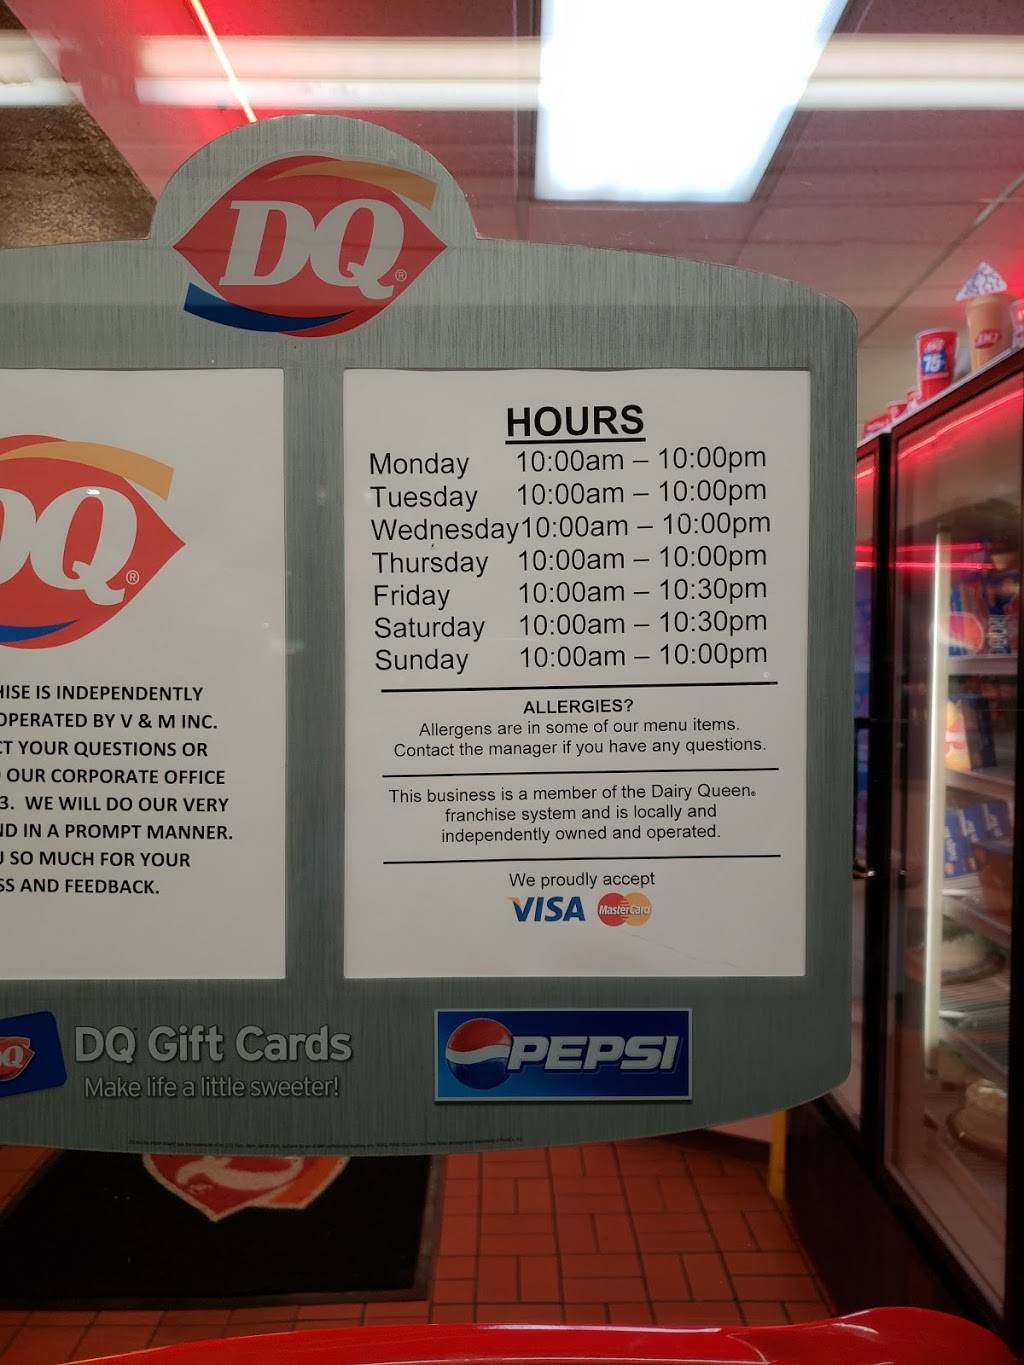 DQ®
HOURS
Monday 10:00am – 10:00pm
Tuesday 10:00am – 10:00pm
Wednesday 10:00am – 10:00pm
Thursday 10:00am – 10:00pm
Friday 10:00am – 10:30pm
Saturday 10:00am – 10:30pm
Sunday 10:00am – 10:00pm
ALLERGIES?
Allergens are in some of our menu items.
Contact the manager if you have any questions.
This business is a member of the Dairy Queen®
franchise system and is locally and
independently owned and operated.
We proudly accept
VISA MasterCard
DQ®
HISE IS INDEPENDENTLY
OPERATED BY V & M INC.
CT YOUR QUESTIONS OR
OUR CORPORATE OFFICE
3. WE WILL DO OUR VERY
ND IN A PROMPT MANNER.
U SO MUCH FOR YOUR
SS AND FEEDBACK.
DQ Gift Cards
Make life a little sweeter!
PEPSI
DQ
75